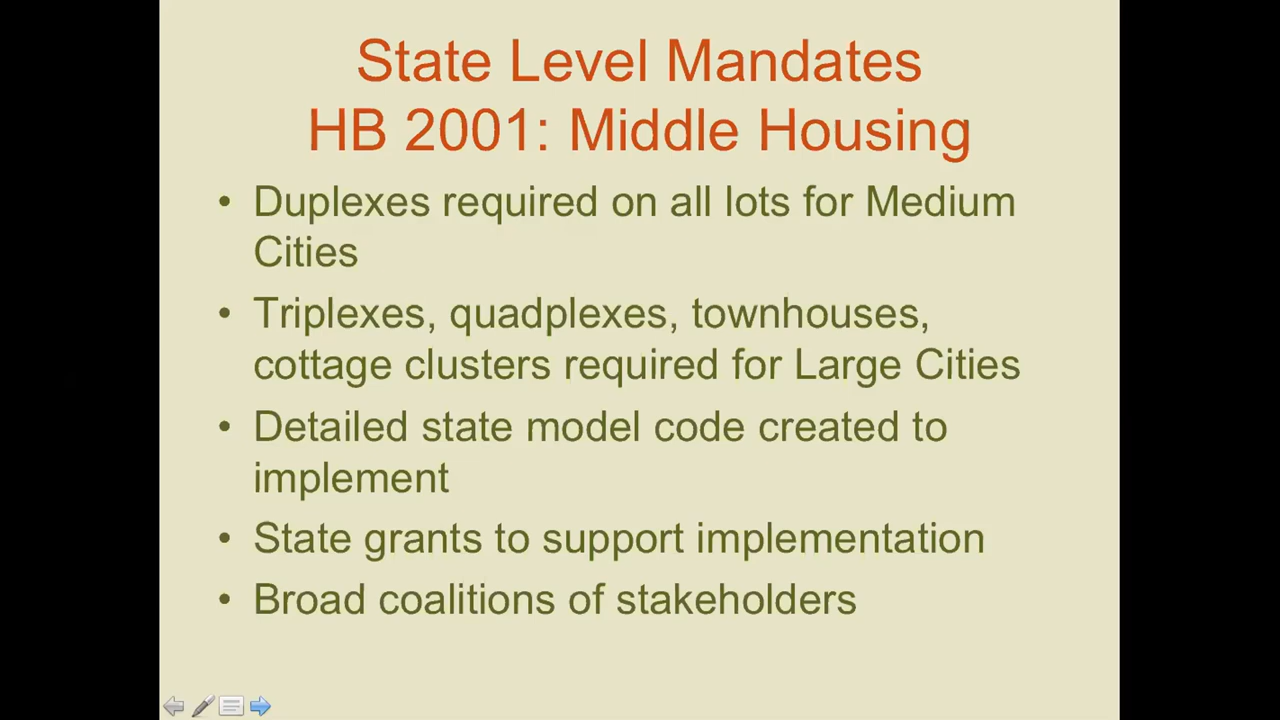 State Level Mandates
HB 2001: Middle Housing
• Duplexes required on all lots for Medium
Cities
• Triplexes, quadplexes, townhouses,
cottage clusters required for Large Cities
• Detailed state model code created to
implement
• State grants to support implementation
• Broad coalitions of stakeholders